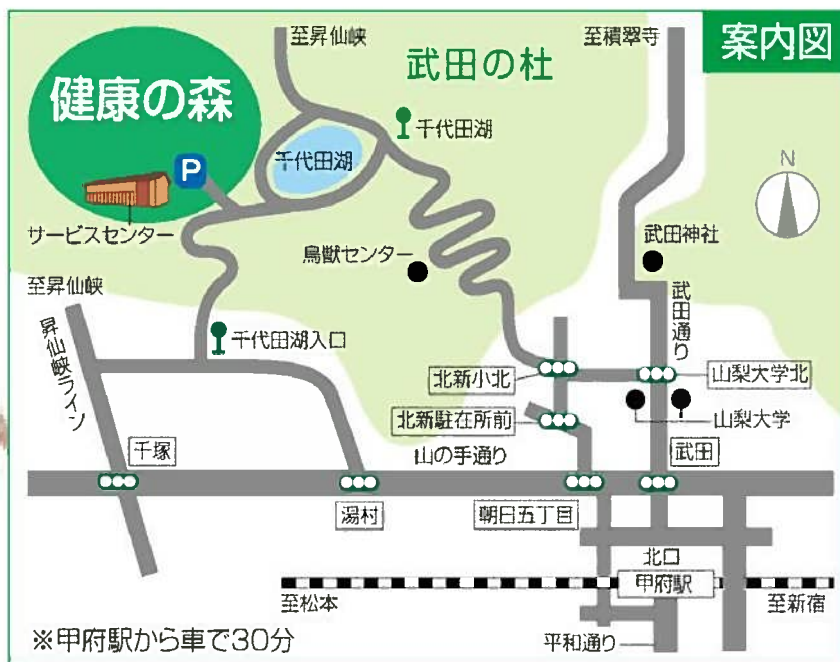 至昇仙峡
至積翠寺
案内図
武田の杜
健康の森
千代田湖
千代田湖
P
N
サービスセンター
鳥獣センター
武田神社
至昇仙峡
武田通り
昇仙峡ライン
千代田湖入口
北新小北
山梨大学北
北新駐在所前
山梨大学
千塚
山の手通り
武田
湯村
朝日五丁目
北口
甲府駅
至松本
至新宿
※甲府駅から車で30分
平和通り